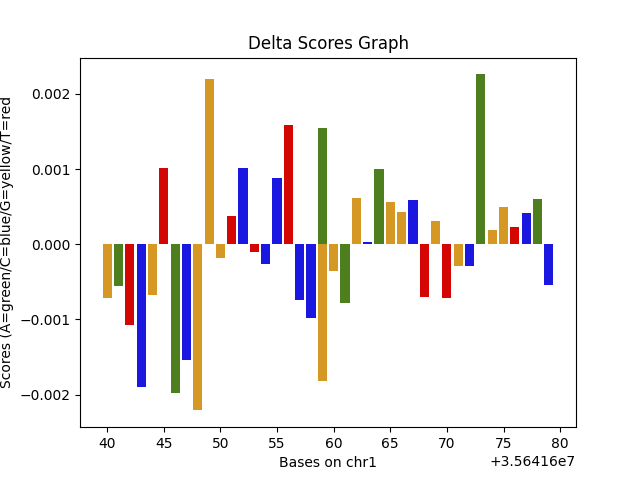 Delta Scores Graph
Scores (A=green/C=blue/G=yellow/T=red
0.002
0.001
0.000
−0.001
−0.002
40 45 50 55 60 65 70 75 80
Bases on chr1
+3.56416e7